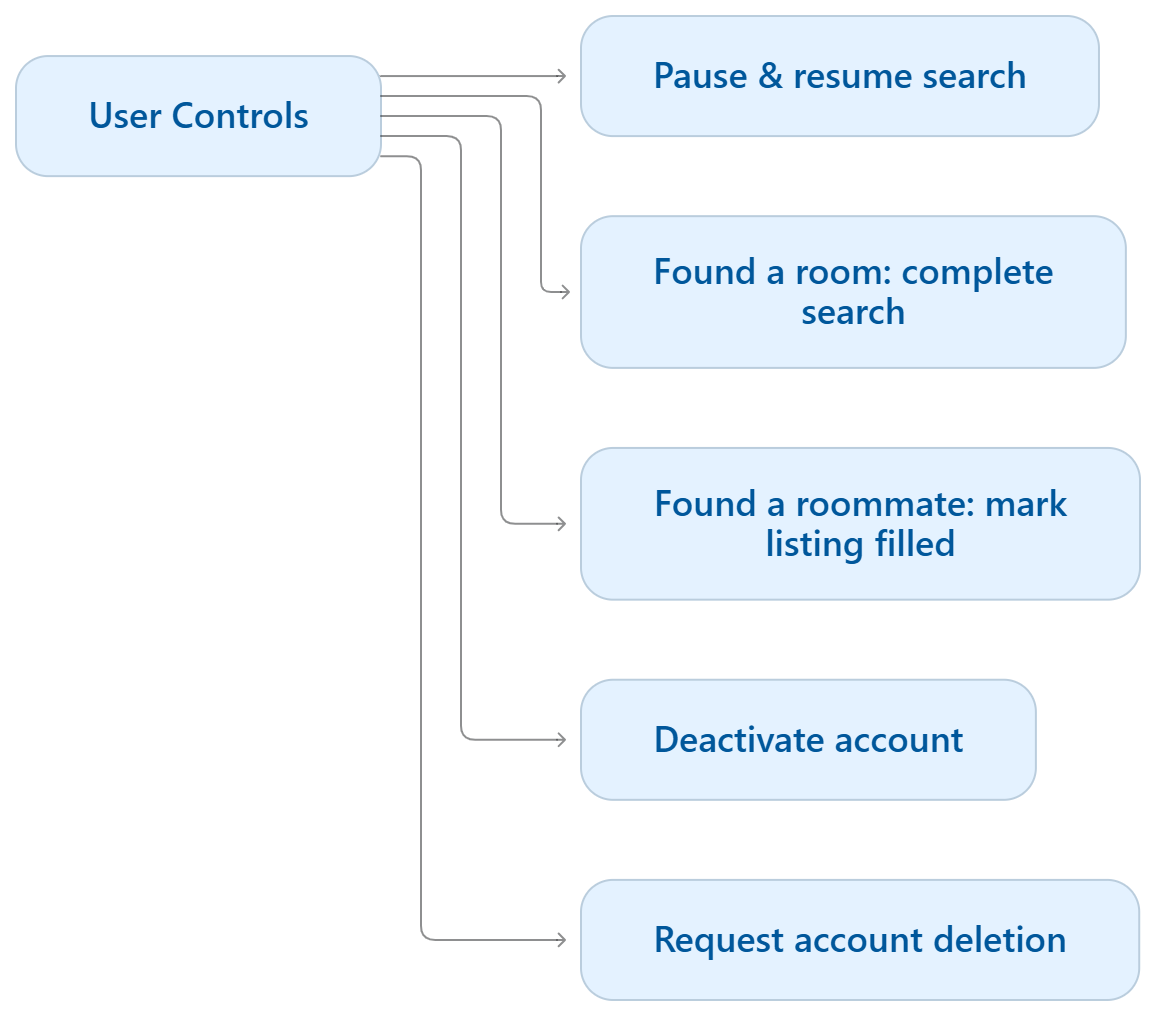 User Controls
Pause & resume search
Found a room: complete
search
Found a roommate: mark
listing filled
Deactivate account
Request account deletion